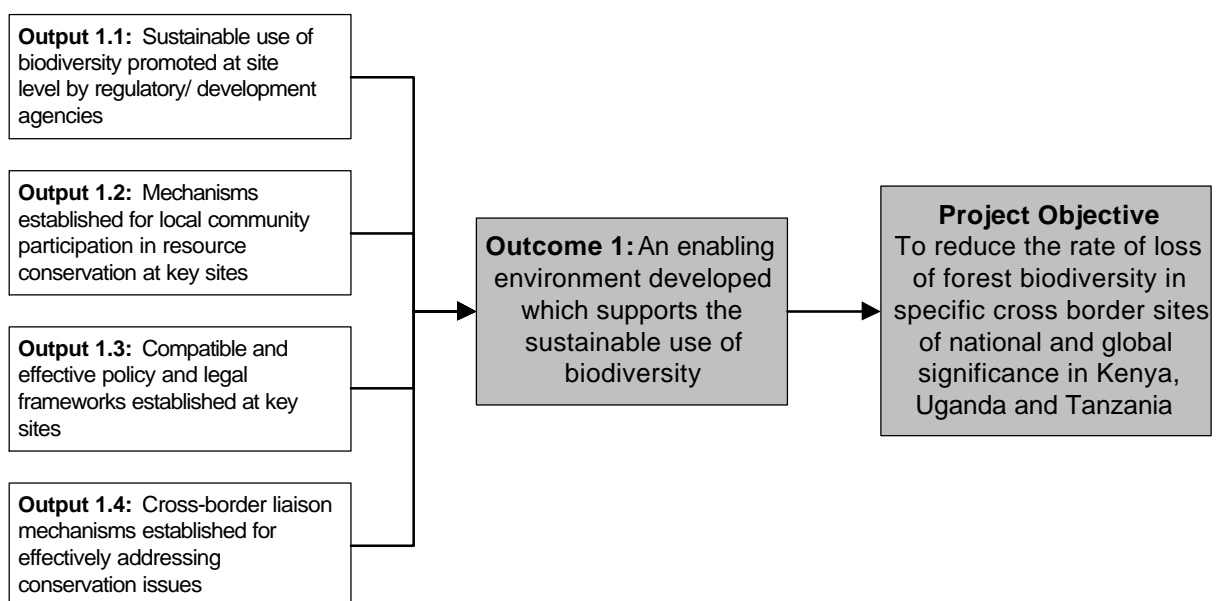 Output 1.1: Sustainable use of
biodiversity promoted at site
level by regulatory/ development
agencies
Output 1.2: Mechanisms
established for local community
participation in resource
conservation at key sites
Output 1.3: Compatible and
effective policy and legal
frameworks established at key
sites
Output 1.4: Cross-border liaison
mechanisms established for
effectively addressing
conservation issues
Outcome 1: An enabling
environment developed
which supports the
sustainable use of
biodiversity
Project Objective
To reduce the rate of loss
of forest biodiversity in
specific cross border sites
of national and global
significance in Kenya,
Uganda and Tanzania